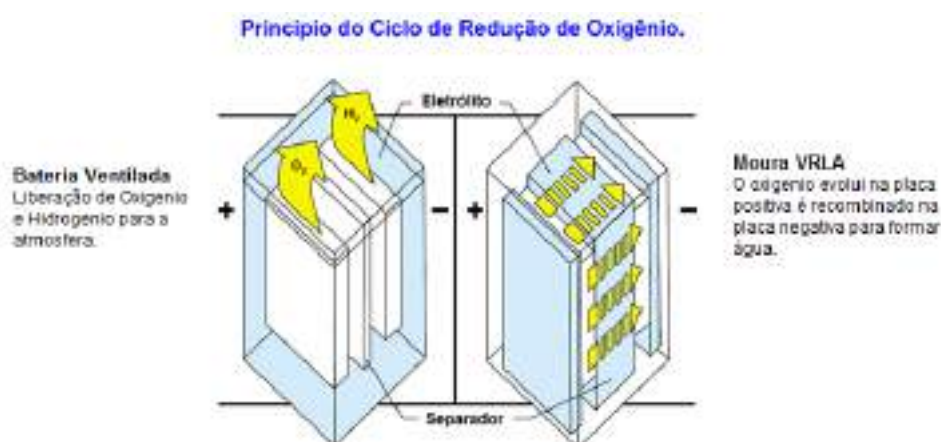 Principio do Ciclo de Redução de Oxigênio.
Eletrólito
H₂
O₂
Bateria Ventilada
Liberação de Oxigenio
e Hidrogenio para a
atmosfera.
+
−
+
−
Moura VRLA
O oxigenio evolui na placa
positiva é recombinado na
placa negativa para formar
água.
Separador